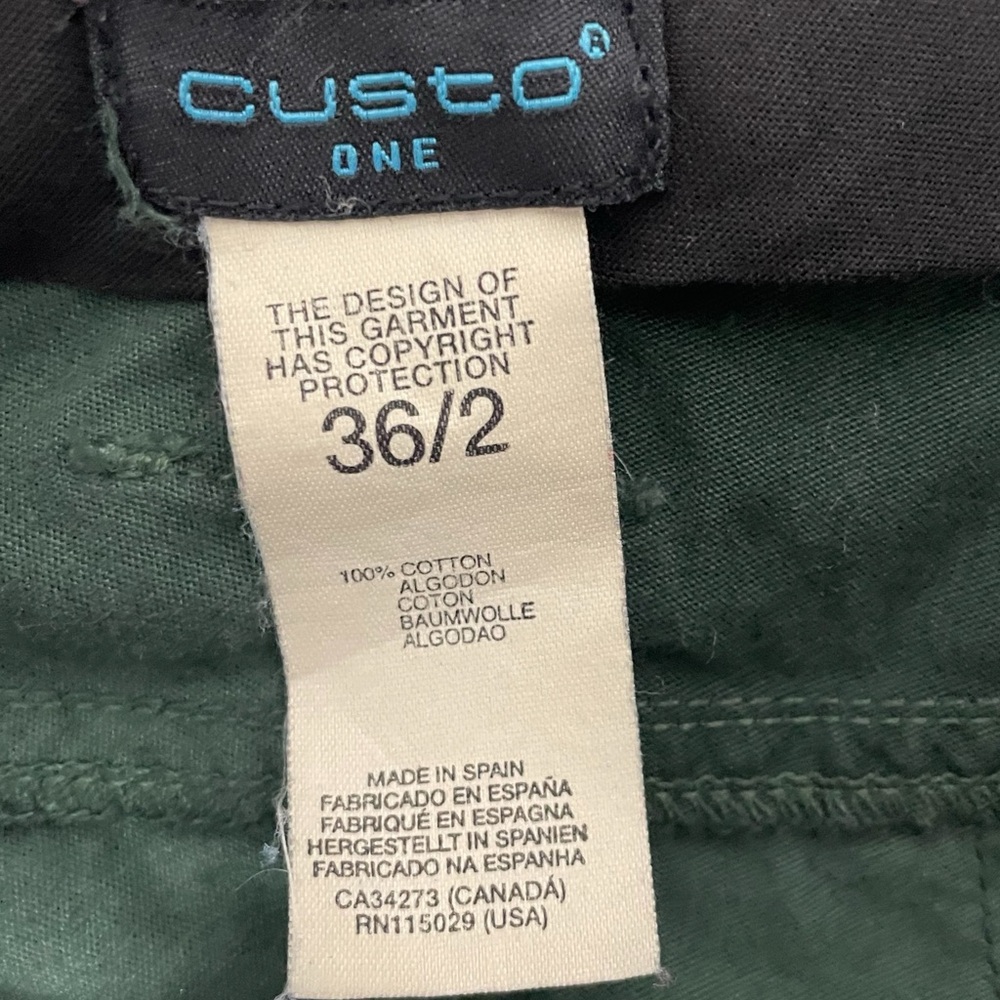 custo®
ONE
THE DESIGN OF
THIS GARMENT
HAS COPYRIGHT
PROTECTION
36/2
100% COTTON
ALGODON
COTON
BAUMWOLLE
ALGODAO
MADE IN SPAIN
FABRICADO EN ESPAÑA
FABRIQUÉ EN ESPAGNA
HERGESTELLT IN SPANIEN
FABRICADO NA ESPANHA
CA34273 (CANADÁ)
RN115029 (USA)